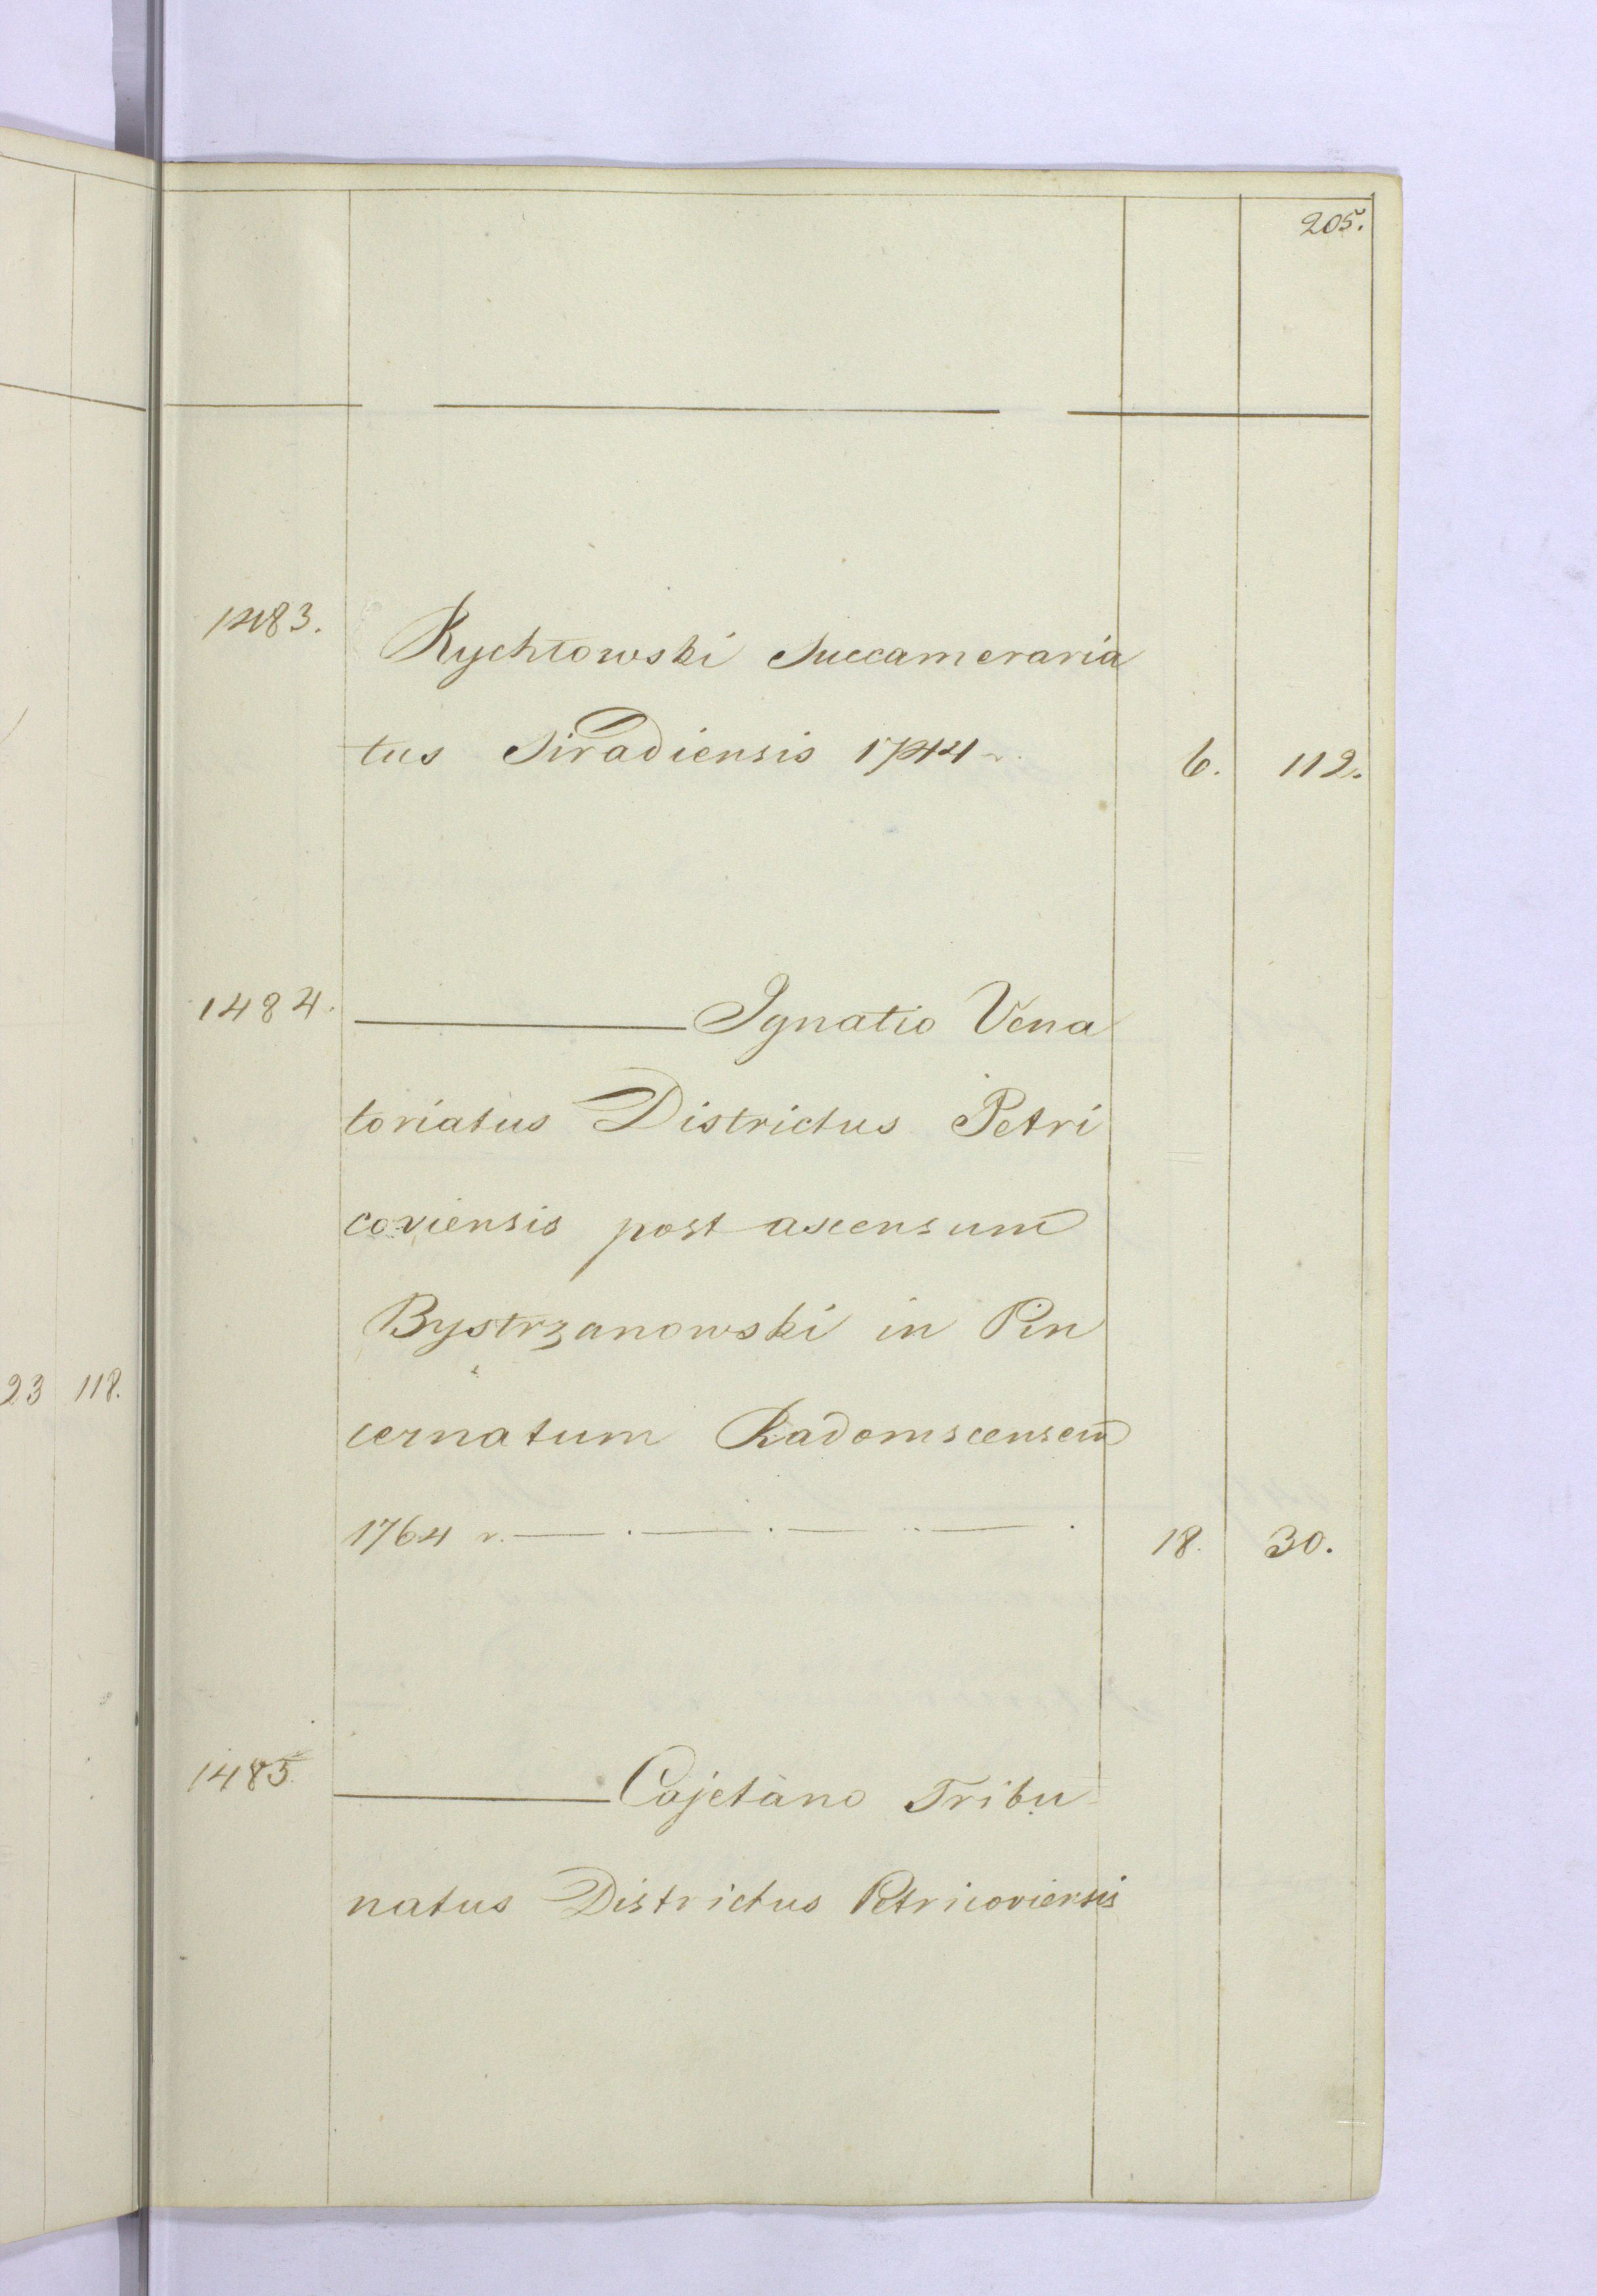 205.
1483. Rychłowski Succameraria
tus Siradiensis 1744 r. 6. 112.
1484. Ignatio Vena
toriatus Districtus Petri
coviensis post ascensum
Bystrzanowski in Pin
cernatum Radomscensem
23 118.
1764 r. 18. 30.
1485. Cajetano Tribu
natus Districtus Petricoviensis